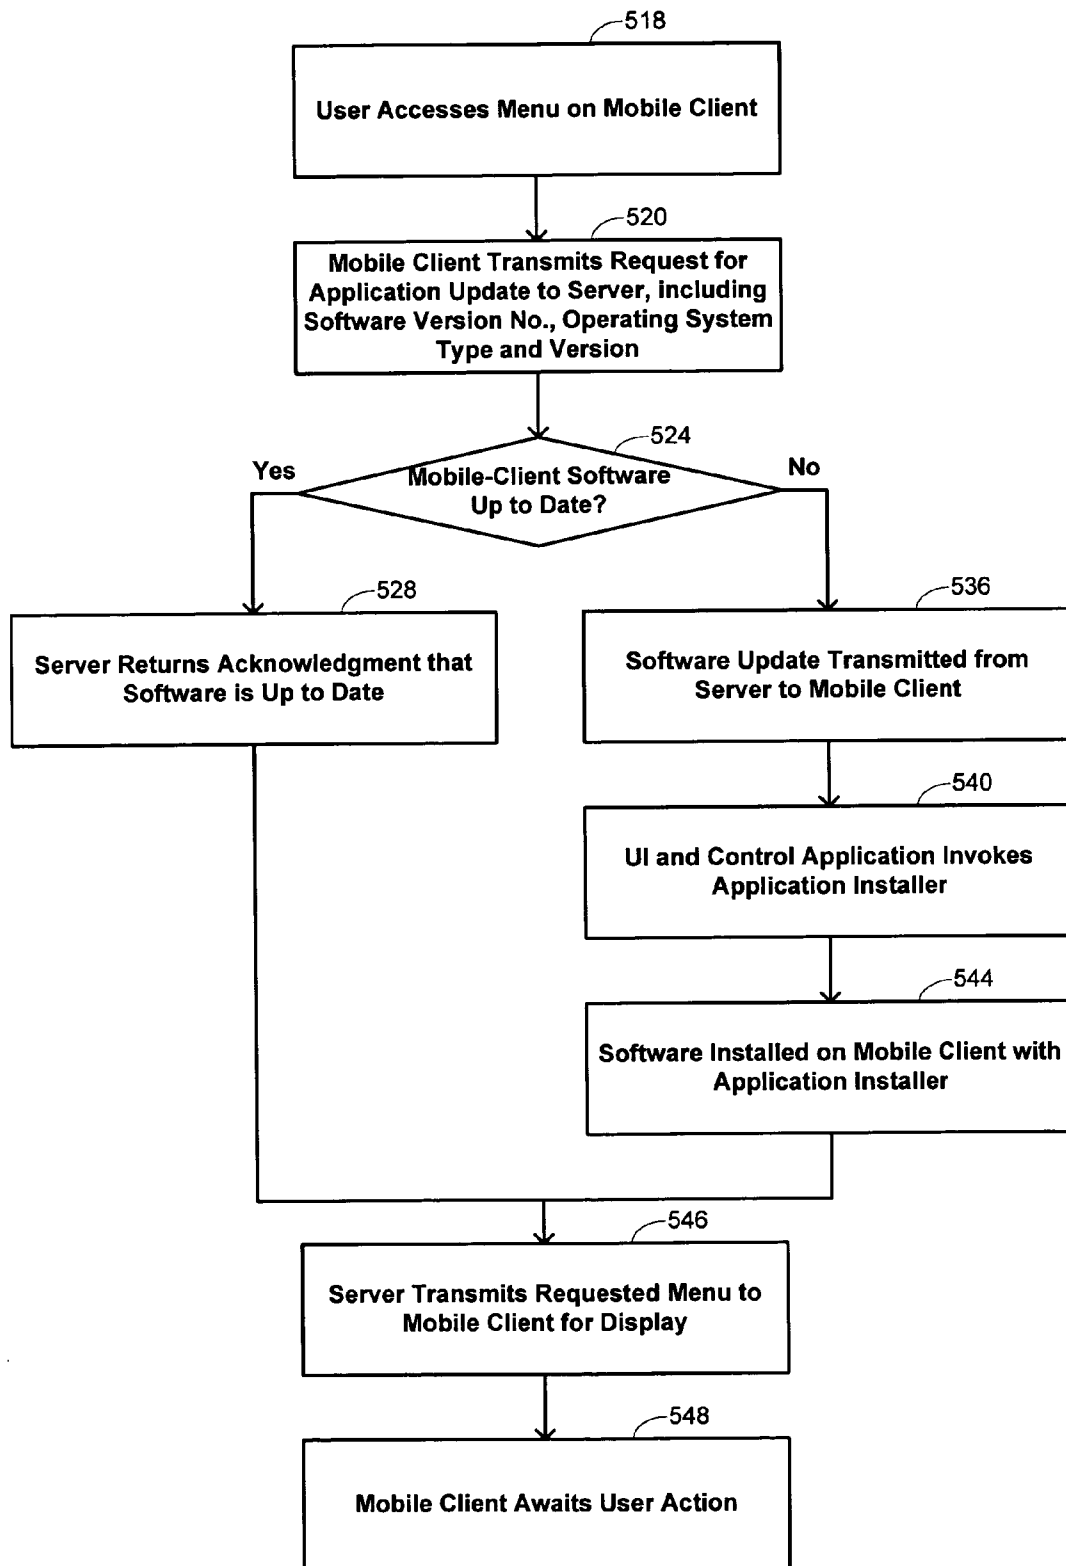 518
User Accesses Menu on Mobile Client
520
Mobile Client Transmits Request for
Application Update to Server, including
Software Version No., Operating System
Type and Version
524
Yes
Mobile-Client Software
Up to Date?
No
528
Server Returns Acknowledgment that
Software is Up to Date
536
Software Update Transmitted from
Server to Mobile Client
540
UI and Control Application Invokes
Application Installer
544
Software Installed on Mobile Client with
Application Installer
546
Server Transmits Requested Menu to
Mobile Client for Display
548
Mobile Client Awaits User Action